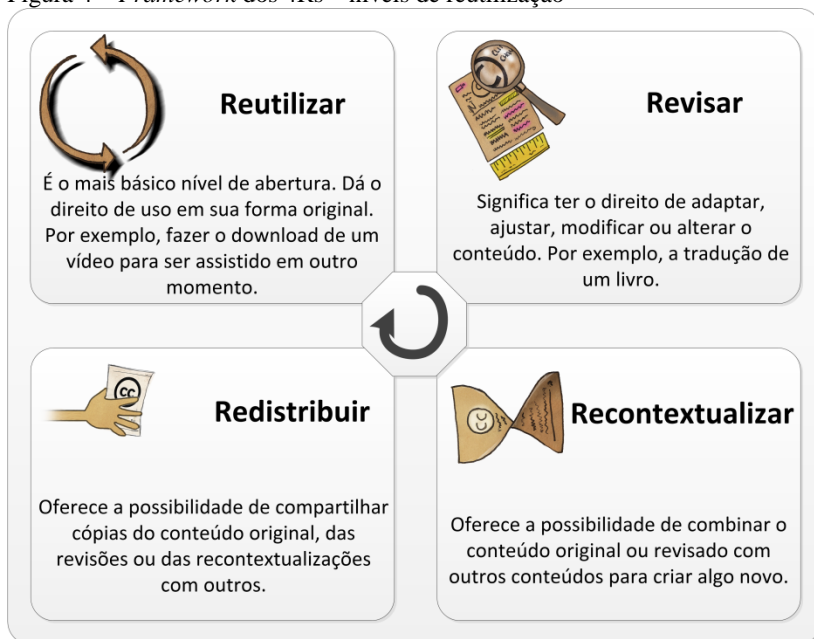 Figura 4 – Framework dos 4Rs – níveis de reutilização
Reutilizar
É o mais básico nível de abertura. Dá o
direito de uso em sua forma original.
Por exemplo, fazer o download de um
vídeo para ser assistido em outro
momento.
Revisar
Significa ter o direito de adaptar,
ajustar, modificar ou alterar o
conteúdo. Por exemplo, a tradução de
um livro.
cc
Redistribuir
Oferece a possibilidade de compartilhar
cópias do conteúdo original, das
revisões ou das recontextualizações
com outros.
CC
Recontextualizar
Oferece a possibilidade de combinar o
conteúdo original ou revisado com
outros conteúdos para criar algo novo.